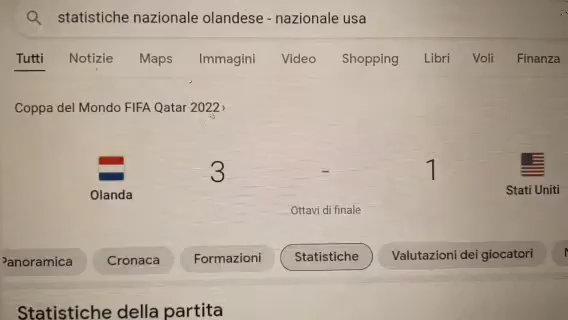 statistiche nazionale olandese - nazionale usa
Tutti Notizie Maps Immagini Video Shopping Libri Voli Finanza
Coppa del Mondo FIFA Qatar 2022 ›
3 - 1
Olanda Stati Uniti
Ottavi di finale
Panoramica Cronaca Formazioni Statistiche Valutazioni dei giocatori
Statistiche della partita